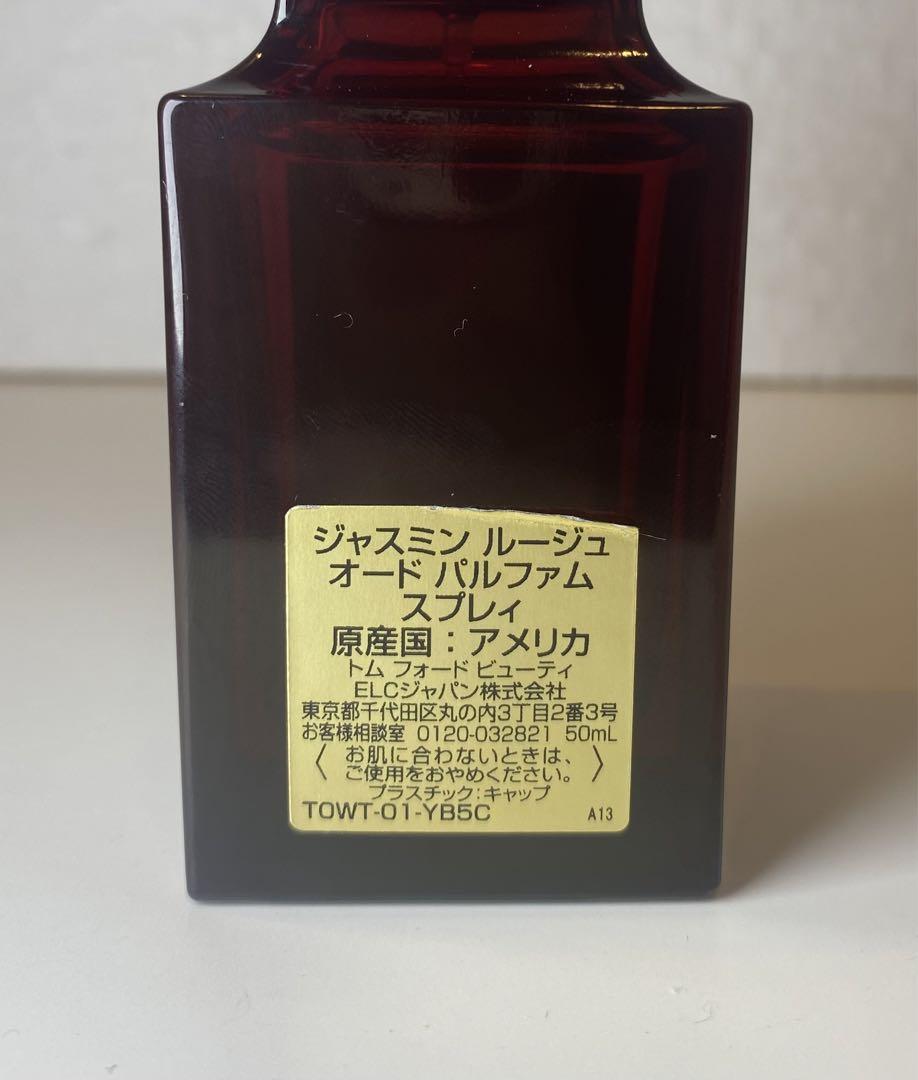 ジャスミン ルージュ
オード パルファム
スプレィ
原産国：アメリカ
トム フォード ビューティ
ELCジャパン株式会社
東京都千代田区丸の内3丁目2番3号
お客様相談室 0120-032821 50mL
〈 お肌に合わないときは、
ご使用をおやめください。 〉
プラスチック：キャップ
TOWT-01-YB5C A13